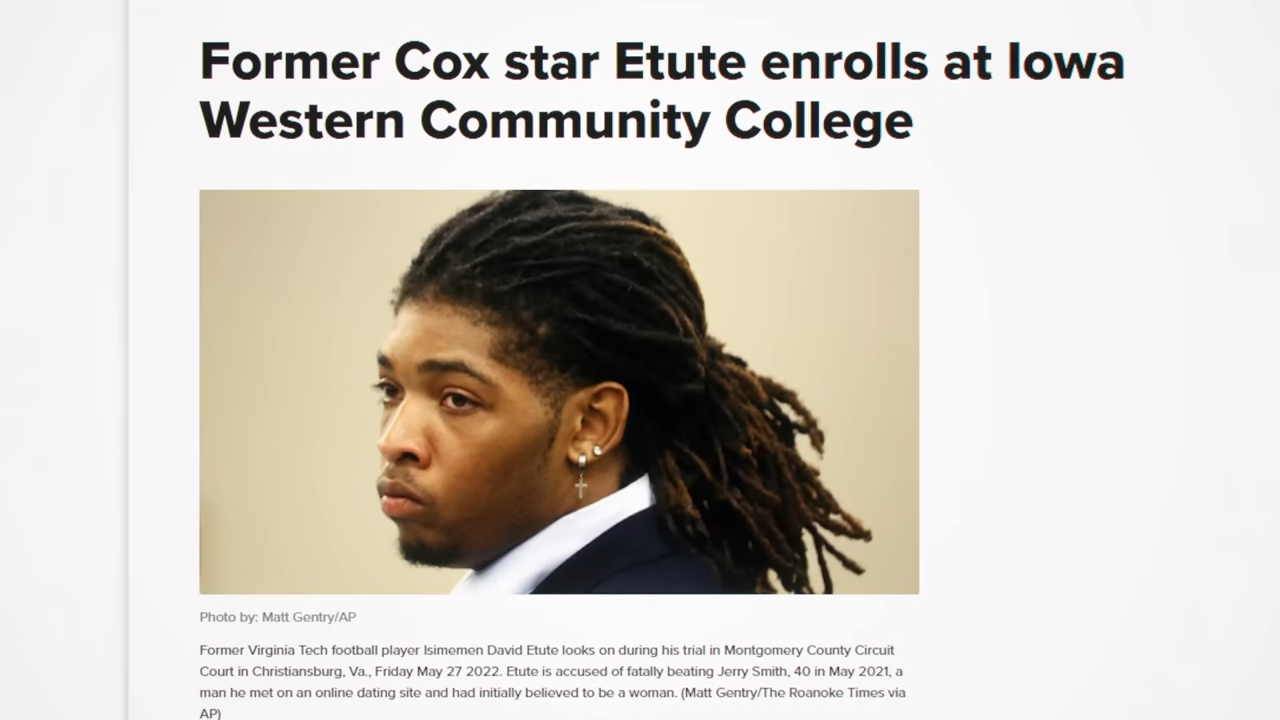 Former Cox star Etute enrolls at Iowa
Western Community College
Photo by: Matt Gentry/AP
Former Virginia Tech football player Isimemen David Etute looks on during his trial in Montgomery County Circuit
Court in Christiansburg, Va., Friday May 27 2022. Etute is accused of fatally beating Jerry Smith, 40 in May 2021, a
man he met on an online dating site and had initially believed to be a woman. (Matt Gentry/The Roanoke Times via
AP)